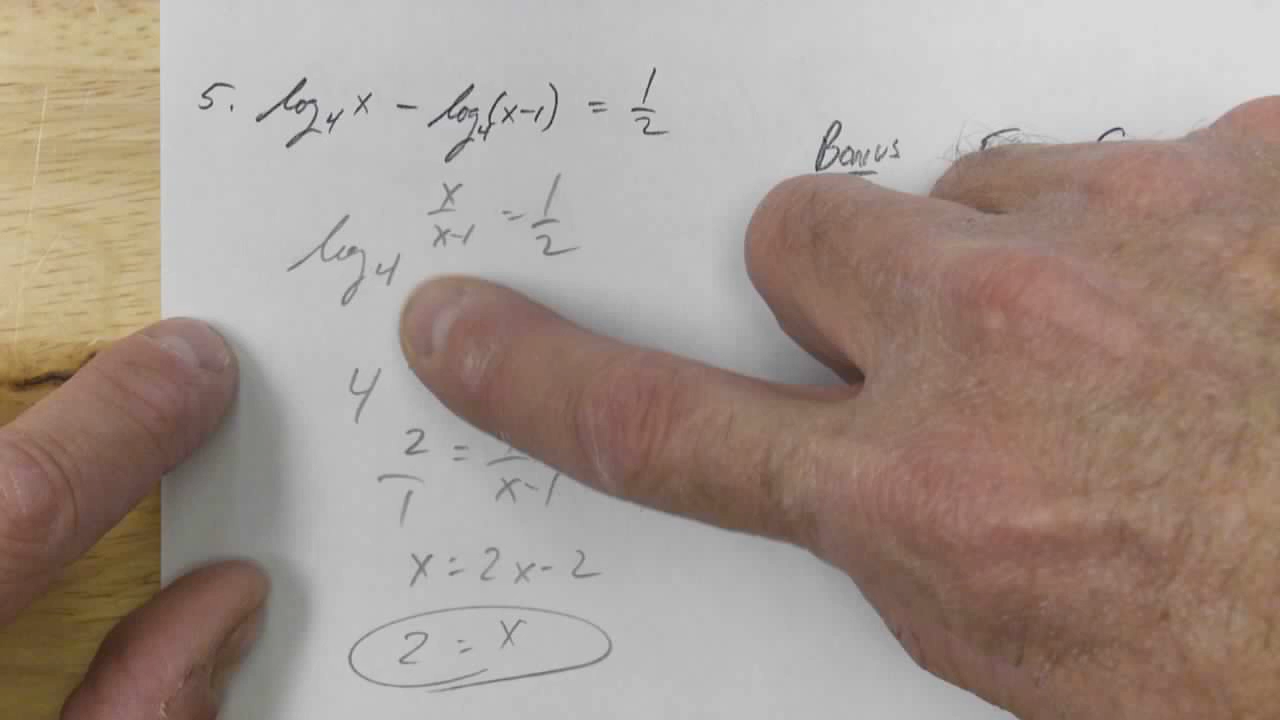 5. log₄ x − log₄(x−1) = 1/2
Bonus
log₄ x/x−1 = 1/2
4
2/1 = x/x−1
x = 2x − 2
2 = x